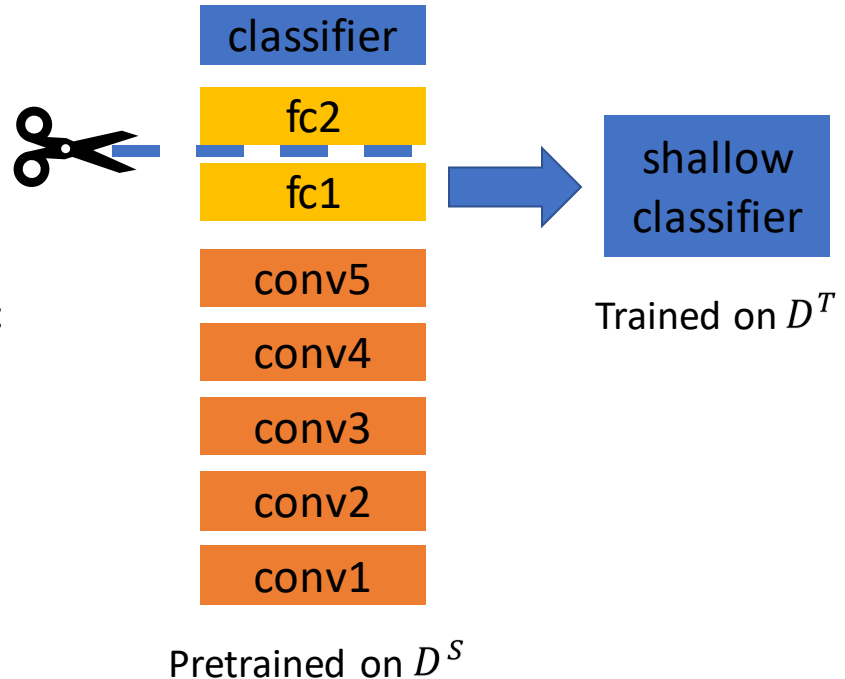 classifier
fc2
fc1
conv5
conv4
conv3
conv2
conv1
Pretrained on D^S
shallow
classifier
Trained on D^T
: